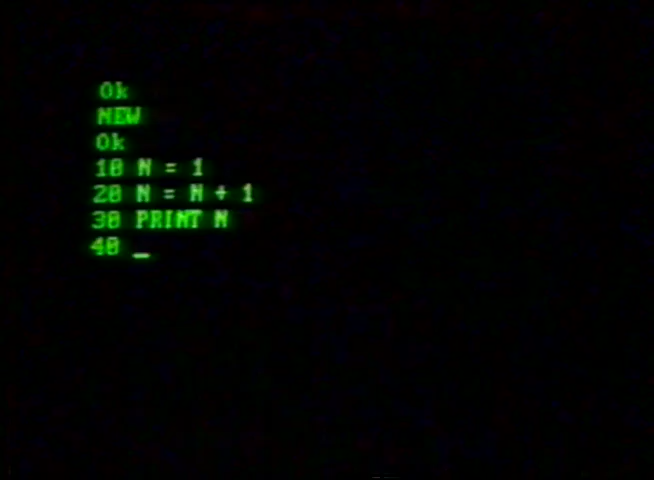 Ok
NEW
Ok
10 N = 1
20 N = N + 1
30 PRINT N
40 _